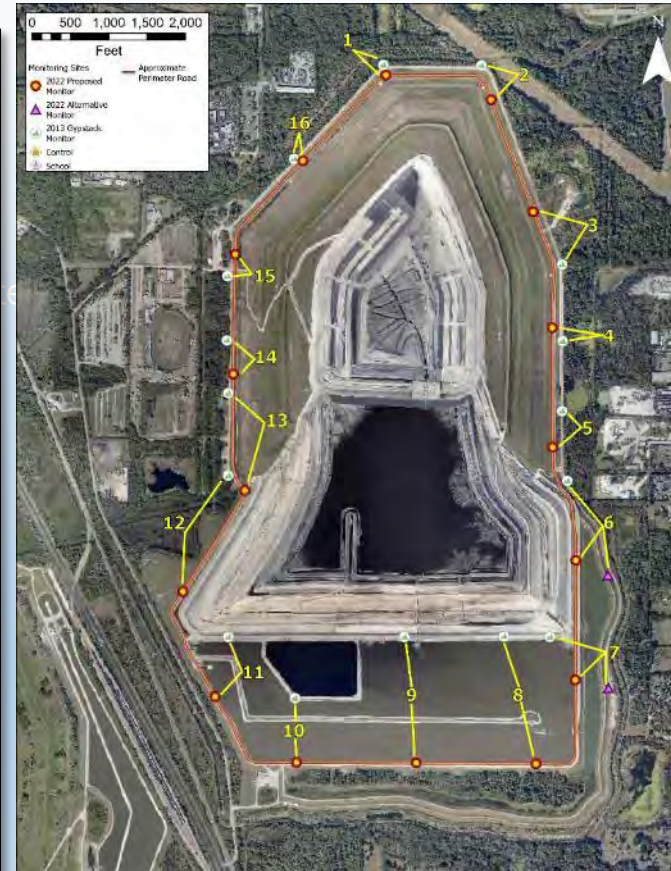 0 500 1,000 1,500 2,000
Feet
Monitoring Sites
2022 Proposed
Monitor
2022 Alternative
Monitor
2013 Gypstack
Monitor
Control
School
Approximate
Perimeter Road
N
1
2
16
3
15
4
14
13
5
12
6
11
7
10
9
8